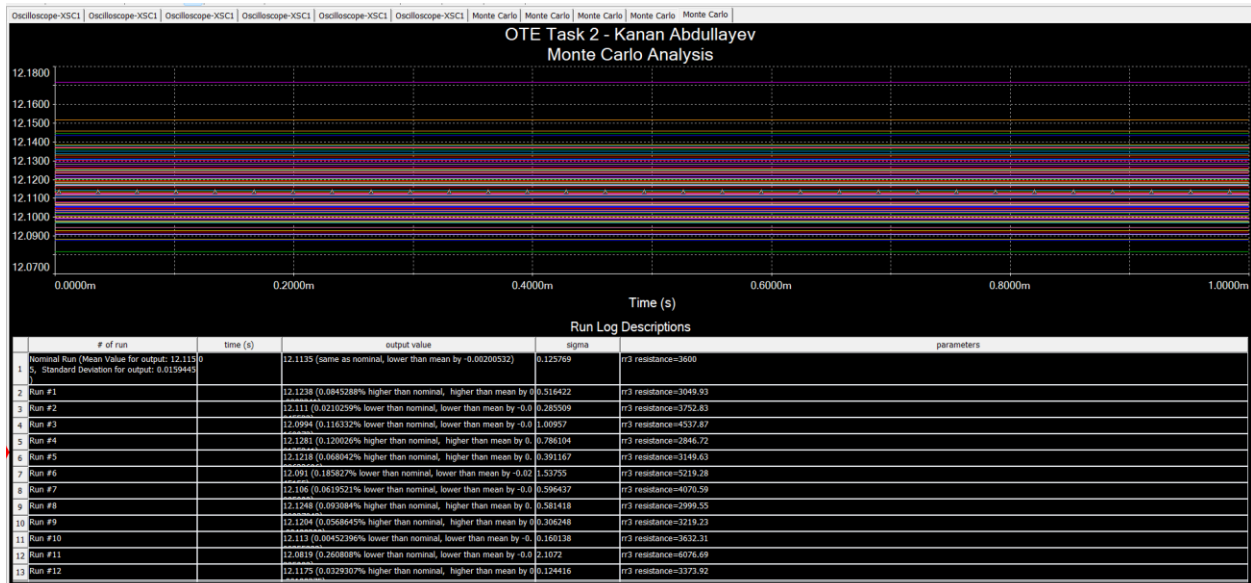 Oscilloscope-XSC1 Oscilloscope-XSC1 Oscilloscope-XSC1 Oscilloscope-XSC1 Oscilloscope-XSC1 Oscilloscope-XSC1 Monte Carlo Monte Carlo Monte Carlo Monte Carlo Monte Carlo
OTE Task 2 - Kanan Abdullayev
Monte Carlo Analysis
12.1800
12.1600
12.1500
12.1400
12.1300
12.1200
12.1100
12.1000
12.0900
12.0700
0.0000m 0.2000m 0.4000m 0.6000m 0.8000m 1.0000m
Time (s)
Run Log Descriptions
# of run time (s) output value sigma parameters
1 Nominal Run (Mean Value for output: 12.115 0 12.1135 (same as nominal, lower than mean by -0.00200532) 0.125769 rr3 resistance=3600
5, Standard Deviation for output: 0.0159445
)
2 Run #1 12.1238 (0.0845288% higher than nominal, higher than mean by 0 0.516422 rr3 resistance=3049.93
3 Run #2 12.111 (0.0210259% lower than nominal, lower than mean by -0.0 0.285509 rr3 resistance=3752.83
4 Run #3 12.0994 (0.116332% lower than nominal, lower than mean by -0.0 1.00957 rr3 resistance=4537.87
5 Run #4 12.1281 (0.120026% higher than nominal, higher than mean by 0. 0.786104 rr3 resistance=2846.72
6 Run #5 12.1218 (0.068042% higher than nominal, higher than mean by 0. 0.391167 rr3 resistance=3149.63
7 Run #6 12.091 (0.185827% lower than nominal, lower than mean by -0.02 1.53755 rr3 resistance=5219.28
8 Run #7 12.106 (0.0619521% lower than nominal, lower than mean by -0.0 0.596437 rr3 resistance=4070.59
9 Run #8 12.1248 (0.093084% higher than nominal, higher than mean by 0. 0.581418 rr3 resistance=2999.55
10 Run #9 12.1204 (0.0568645% higher than nominal, higher than mean by 0 0.306248 rr3 resistance=3219.23
11 Run #10 12.113 (0.00452396% lower than nominal, lower than mean by -0. 0.160138 rr3 resistance=3632.31
12 Run #11 12.0819 (0.260808% lower than nominal, lower than mean by -0.0 2.1072 rr3 resistance=6076.69
13 Run #12 12.1175 (0.0329307% higher than nominal, higher than mean by 0 0.124416 rr3 resistance=3373.92